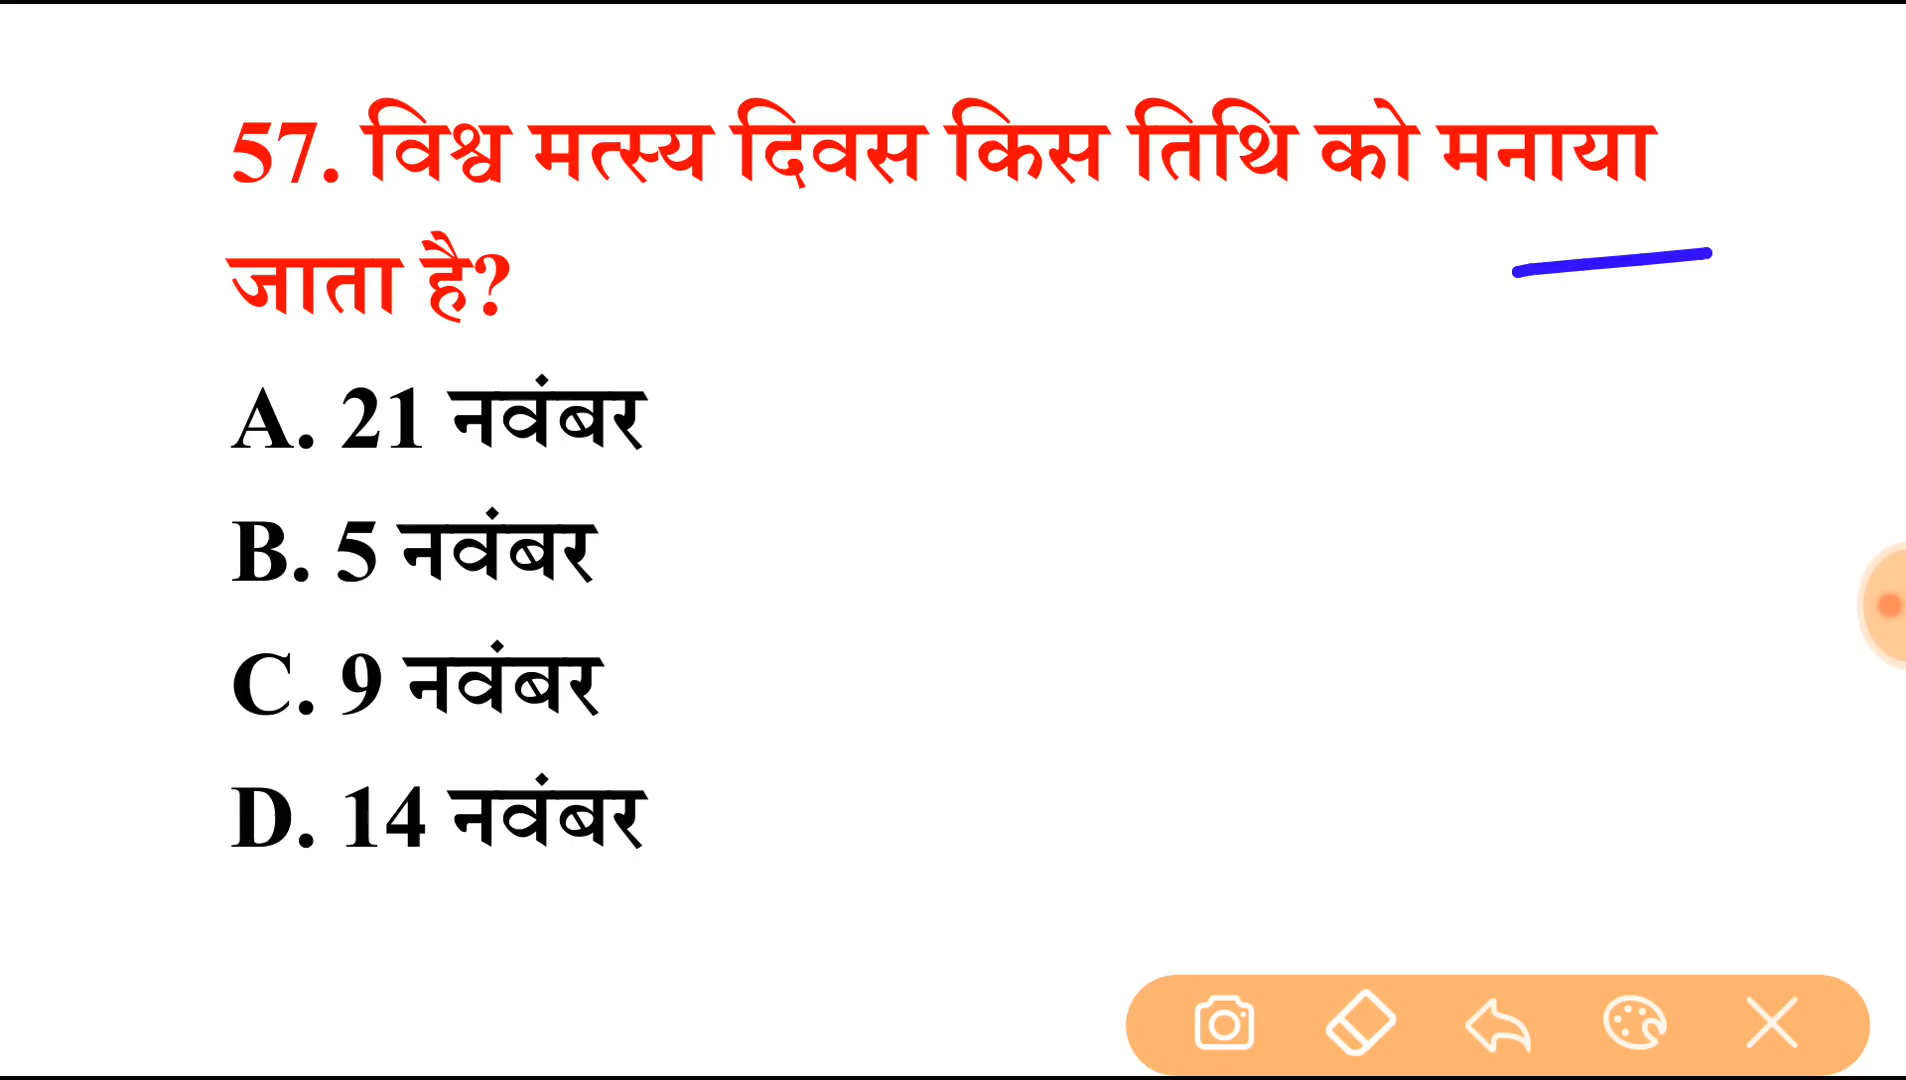 57. विश्व मत्स्य दिवस किस तिथि को मनाया
जाता है?
A. 21 नवंबर
B. 5 नवंबर
C. 9 नवंबर
D. 14 नवंबर